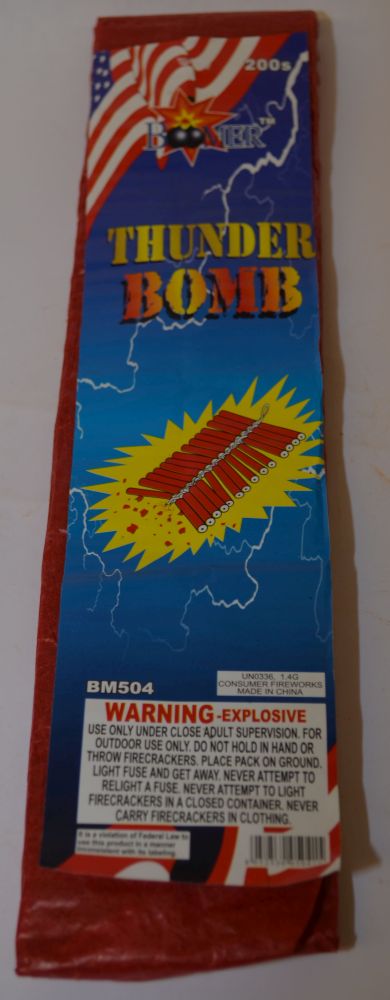 200s
BOOMER™
THUNDER
BOMB
BM504
UN0336, 1.4G
CONSUMER FIREWORKS
MADE IN CHINA
WARNING-EXPLOSIVE
USE ONLY UNDER CLOSE ADULT SUPERVISION. FOR
OUTDOOR USE ONLY. DO NOT HOLD IN HAND OR
THROW FIRECRACKERS. PLACE PACK ON GROUND.
LIGHT FUSE AND GET AWAY. NEVER ATTEMPT TO
RELIGHT A FUSE. NEVER ATTEMPT TO LIGHT
FIRECRACKERS IN A CLOSED CONTAINER. NEVER
CARRY FIRECRACKERS IN CLOTHING.
It is a violation of Federal Law to
use this product in a manner
inconsistent with its labeling